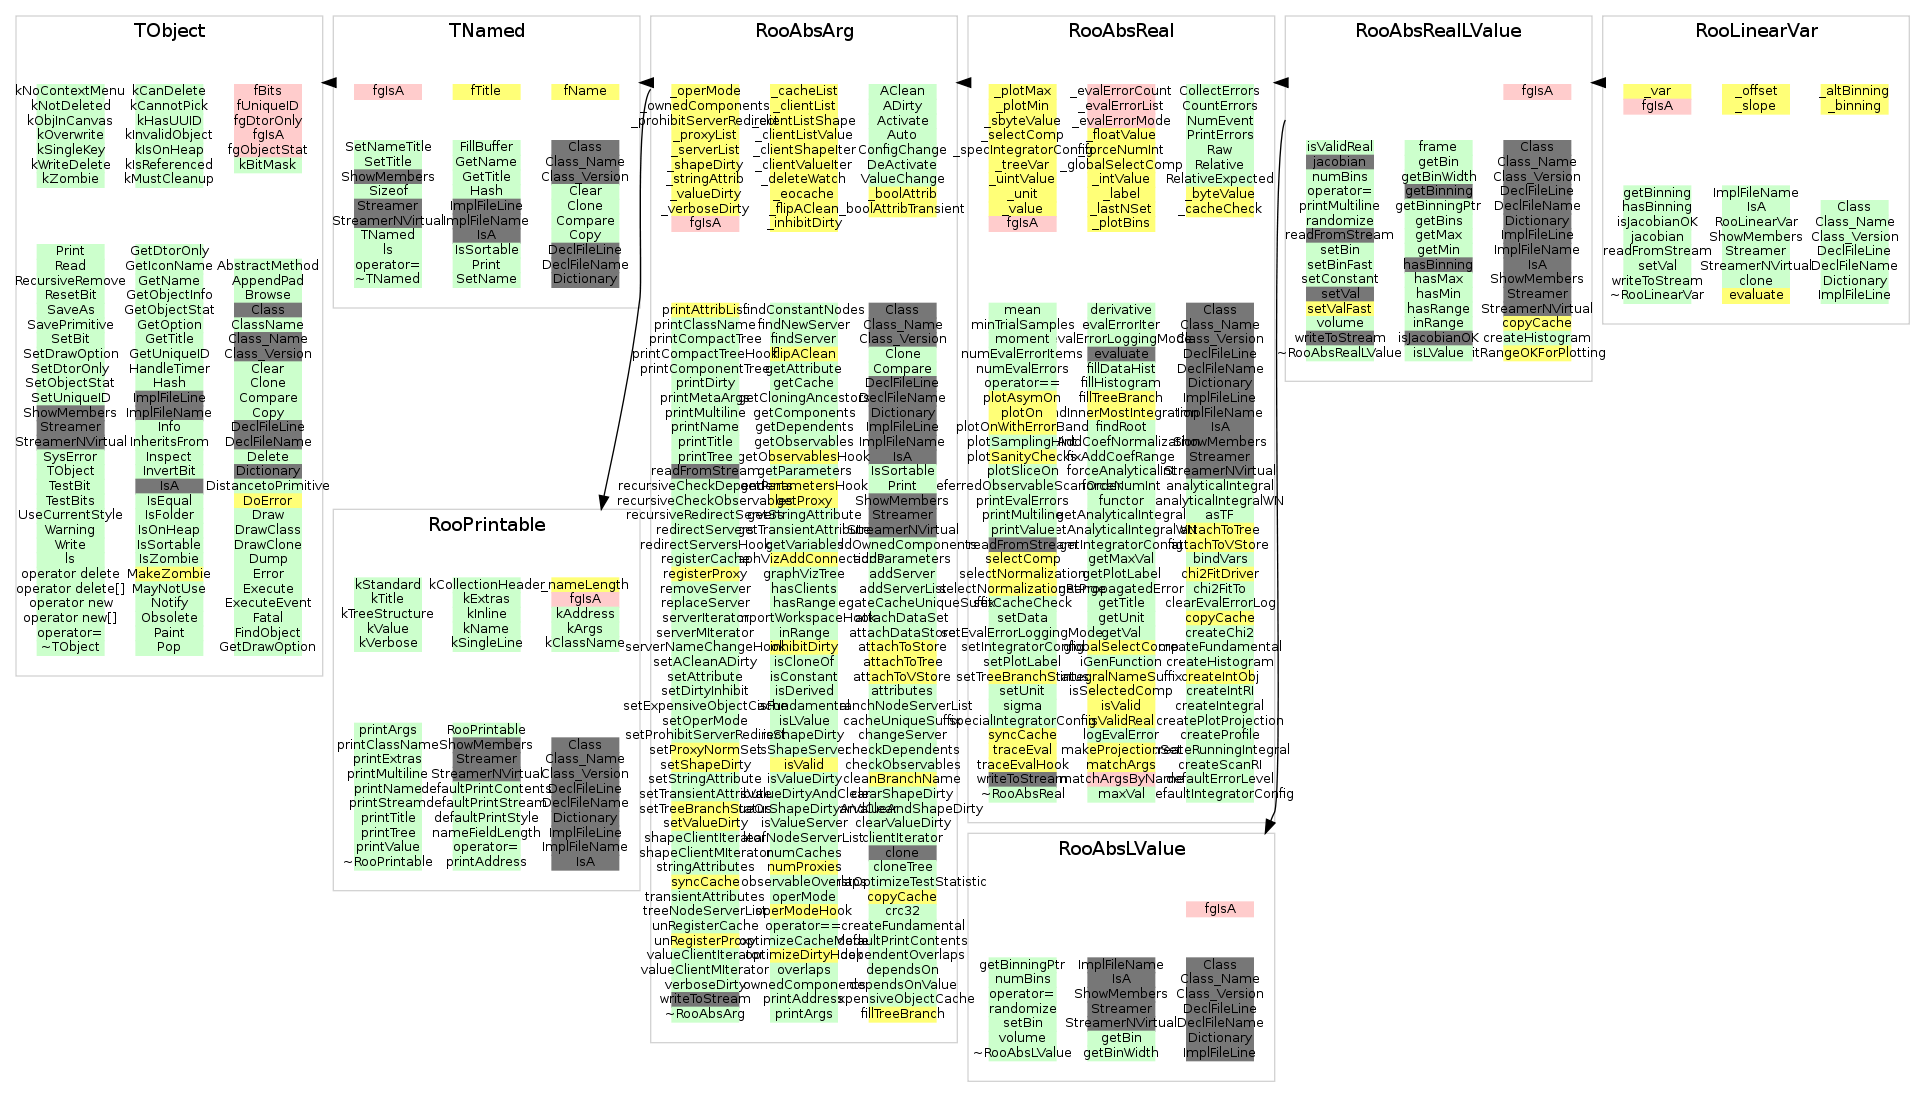 TObject
kNoContextMenu
kNotDeleted
kObjInCanvas
kOverwrite
kSingleKey
kWriteDelete
kZombie
kCanDelete
kCannotPick
kHasUUID
kInvalidObject
kIsOnHeap
kIsReferenced
kMustCleanup
fBits
fUniqueID
fgDtorOnly
fgIsA
fgObjectStat
kBitMask
Print
Read
RecursiveRemove
ResetBit
SaveAs
SavePrimitive
SetBit
SetDrawOption
SetDtorOnly
SetObjectStat
SetUniqueID
ShowMembers
Streamer
StreamerNVirtual
SysError
TObject
TestBit
TestBits
UseCurrentStyle
Warning
Write
ls
operator delete
operator delete[]
operator new
operator new[]
operator=
~TObject
GetDtorOnly
GetIconName
GetName
GetObjectInfo
GetObjectStat
GetOption
GetTitle
GetUniqueID
HandleTimer
Hash
ImplFileLine
ImplFileName
Info
InheritsFrom
Inspect
InvertBit
IsA
IsEqual
IsFolder
IsOnHeap
IsSortable
IsZombie
MakeZombie
MayNotUse
Notify
Obsolete
Paint
Pop
AbstractMethod
AppendPad
Browse
Class
ClassName
Class_Name
Class_Version
Clear
Clone
Compare
Copy
DeclFileLine
DeclFileName
Delete
Dictionary
DistancetoPrimitive
DoError
Draw
DrawClass
DrawClone
Dump
Error
Execute
ExecuteEvent
Fatal
FindObject
GetDrawOption
TNamed
fgIsA
fTitle
fName
SetNameTitle
SetTitle
ShowMembers
Sizeof
Streamer
StreamerNVirtual
TNamed
ls
operator=
~TNamed
FillBuffer
GetName
GetTitle
Hash
ImplFileLine
ImplFileName
IsA
IsSortable
Print
SetName
Class
Class_Name
Class_Version
Clear
Clone
Compare
Copy
DeclFileLine
DeclFileName
Dictionary
RooPrintable
kStandard
kTitle
kTreeStructure
kValue
kVerbose
kCollectionHeader
kExtras
kInline
kName
kSingleLine
_nameLength
fgIsA
kAddress
kArgs
kClassName
printArgs
printClassName
printExtras
printMultiline
printName
printStream
printTitle
printTree
printValue
~RooPrintable
RooPrintable
ShowMembers
Streamer
StreamerNVirtual
defaultPrintContents
defaultPrintStream
defaultPrintStyle
nameFieldLength
operator=
printAddress
Class
Class_Name
Class_Version
DeclFileLine
DeclFileName
Dictionary
ImplFileLine
ImplFileName
IsA
RooAbsArg
_operMode
_ownedComponents
_prohibitServerRedirect
_proxyList
_serverList
_shapeDirty
_stringAttrib
_valueDirty
_verboseDirty
fgIsA
_cacheList
_clientList
_clientListShape
_clientListValue
_clientShapeIter
_clientValueIter
_deleteWatch
_eocache
_flipAClean
_inhibitDirty
AClean
ADirty
Activate
Auto
ConfigChange
DeActivate
ValueChange
_boolAttrib
_boolAttribTransient
printAttribList
printClassName
printCompactTree
printCompactTreeHook
printComponentTree
printDirty
printMetaArgs
printMultiline
printName
printTitle
printTree
readFromStream
recursiveCheckDependents
recursiveCheckObservables
recursiveRedirectServers
redirectServers
redirectServersHook
registerCache
registerProxy
removeServer
replaceServer
serverIterator
serverMIterator
serverNameChangeHook
setACleanADirty
setAttribute
setDirtyInhibit
setExpensiveObjectCache
setOperMode
setProhibitServerRedirect
setProxyNormSet
setShapeDirty
setStringAttribute
setTransientAttribute
setTreeBranchStatus
setValueDirty
shapeClientIterator
shapeClientMIterator
stringAttributes
syncCache
transientAttributes
treeNodeServerList
unRegisterCache
unRegisterProxy
valueClientIterator
valueClientMIterator
verboseDirty
writeToStream
~RooAbsArg
findConstantNodes
findNewServer
findServer
flipAClean
getAttribute
getCache
getCloningAncestors
getComponents
getDependents
getObservables
getObservablesHook
getParameters
getParametersHook
getProxy
getStringAttribute
getTransientAttribute
getVariables
graphVizTree
hasClients
hasRange
inRange
inhibitDirty
isCloneOf
isConstant
isDerived
isFundamental
isLValue
isShapeDirty
isShapeServer
isValid
isValueDirty
isValueDirtyAndClear
isValueServer
leafNodeServerList
numCaches
numProxies
observableOverlaps
operMode
operModeHook
operator==
optimizeCacheMode
optimizeDirtyHook
overlaps
ownedComponents
printAddress
printArgs
Class
Class_Name
Class_Version
Clone
Compare
DeclFileLine
DeclFileName
Dictionary
ImplFileLine
ImplFileName
IsA
IsSortable
Print
ShowMembers
Streamer
StreamerNVirtual
addOwnedComponents
addParameters
addServer
addServerList
attachDataSet
attachDataStore
attachToStore
attachToTree
attachToVStore
attributes
branchNodeServerList
cacheUniqueSuffix
changeServer
checkDependents
checkObservables
cleanBranchName
clearShapeDirty
clearValueDirty
clientIterator
clone
cloneTree
copyCache
crc32
createFundamental
defaultPrintContents
dependentOverlaps
dependsOn
dependsOnValue
expensiveObjectCache
fillTreeBranch
RooAbsReal
_plotMax
_plotMin
_sbyteValue
_selectComp
_specIntegratorConfig
_treeVar
_uintValue
_unit
_value
fgIsA
_evalErrorCount
_evalErrorList
_evalErrorMode
_floatValue
_forceNumInt
_globalSelectComp
_intValue
_label
_lastNSet
_plotBins
CollectErrors
CountErrors
NumEvent
PrintErrors
Raw
Relative
RelativeExpected
_byteValue
_cacheCheck
mean
minTrialSamples
moment
numEvalErrorItems
numEvalErrors
operator==
plotAsymOn
plotOn
plotOnWithErrorBand
plotSamplingHint
plotSanityChecks
plotSliceOn
preferredObservableScanOrder
printEvalErrors
printMultiline
printValue
readFromStream
selectComp
selectNormalization
selectNormalizationRange
setCacheCheck
setData
setEvalErrorLoggingMode
setIntegratorConfig
setPlotLabel
setTreeBranchStatus
setUnit
sigma
specialIntegratorConfig
syncCache
traceEval
traceEvalHook
writeToStream
~RooAbsReal
derivative
evalErrorIter
evalErrorLoggingMode
evaluate
fillDataHist
fillHistogram
fillTreeBranch
findInnerMostIntegration
findRoot
fixAddCoefNormalization
fixAddCoefRange
forceAnalyticalInt
forceNumInt
functor
getAnalyticalIntegral
getAnalyticalIntegralWN
getIntegratorConfig
getMaxVal
getPlotLabel
getPropagatedError
getTitle
getUnit
getVal
globalSelectComp
iGenFunction
integralNameSuffix
isSelectedComp
isValid
isValidReal
logEvalError
makeProjectionSet
matchArgs
matchArgsByName
maxVal
Class
Class_Name
Class_Version
DeclFileLine
DeclFileName
Dictionary
ImplFileLine
ImplFileName
IsA
ShowMembers
Streamer
StreamerNVirtual
analyticalIntegral
analyticalIntegralWN
asTF
attachToTree
attachToVStore
bindVars
chi2FitDriver
chi2FitTo
clearEvalErrorLog
copyCache
createChi2
createFundamental
createHistogram
createIntObj
createIntRI
createIntegral
createPlotProjection
createProfile
createRunningIntegral
createScanRI
defaultErrorLevel
defaultIntegratorConfig
RooAbsLValue
fgIsA
getBinningPtr
numBins
operator=
randomize
setBin
volume
~RooAbsLValue
ImplFileName
IsA
ShowMembers
Streamer
StreamerNVirtual
getBin
getBinWidth
Class
Class_Name
Class_Version
DeclFileLine
DeclFileName
Dictionary
ImplFileLine
RooAbsRealLValue
fgIsA
isValidReal
jacobian
numBins
operator=
printMultiline
randomize
readFromStream
setBin
setBinFast
setConstant
setVal
setValFast
volume
writeToStream
~RooAbsRealLValue
frame
getBin
getBinWidth
getBinning
getBinningPtr
getBins
getMax
getMin
hasBinning
hasMax
hasMin
hasRange
inRange
isJacobianOK
isLValue
Class
Class_Name
Class_Version
DeclFileLine
DeclFileName
Dictionary
ImplFileLine
ImplFileName
IsA
ShowMembers
Streamer
StreamerNVirtual
copyCache
createHistogram
itRangeOKForPlotting
RooLinearVar
_var
fgIsA
_offset
_slope
_altBinning
_binning
getBinning
hasBinning
isJacobianOK
jacobian
readFromStream
setVal
writeToStream
~RooLinearVar
ImplFileName
IsA
RooLinearVar
ShowMembers
Streamer
StreamerNVirtual
clone
evaluate
Class
Class_Name
Class_Version
DeclFileLine
DeclFileName
Dictionary
ImplFileLine